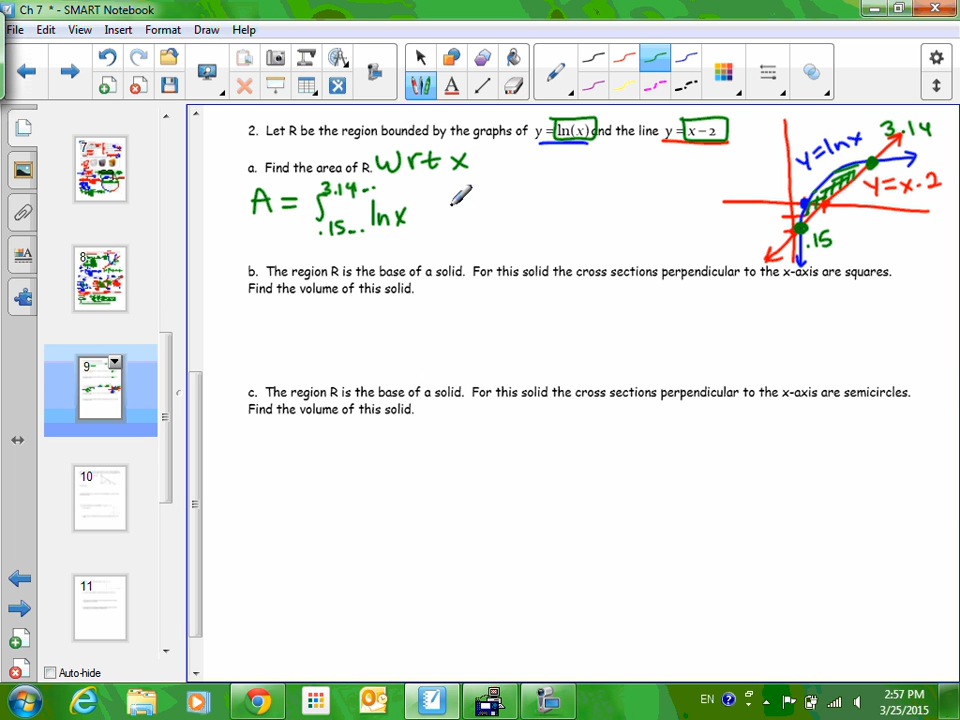 Ch 7 * - SMART Notebook
File Edit View Insert Format Draw Help
7
8
9
10
11
Auto-hide
2. Let R be the region bounded by the graphs of y = ln(x) and the line y = x − 2
a. Find the area of R. wrt x
A = ∫ 3.14... .15... ln x
y = ln x
3.14
y = x - 2
.15
b. The region R is the base of a solid. For this solid the cross sections perpendicular to the x-axis are squares.
Find the volume of this solid.
c. The region R is the base of a solid. For this solid the cross sections perpendicular to the x-axis are semicircles.
Find the volume of this solid.
EN
2:57 PM
3/25/2015